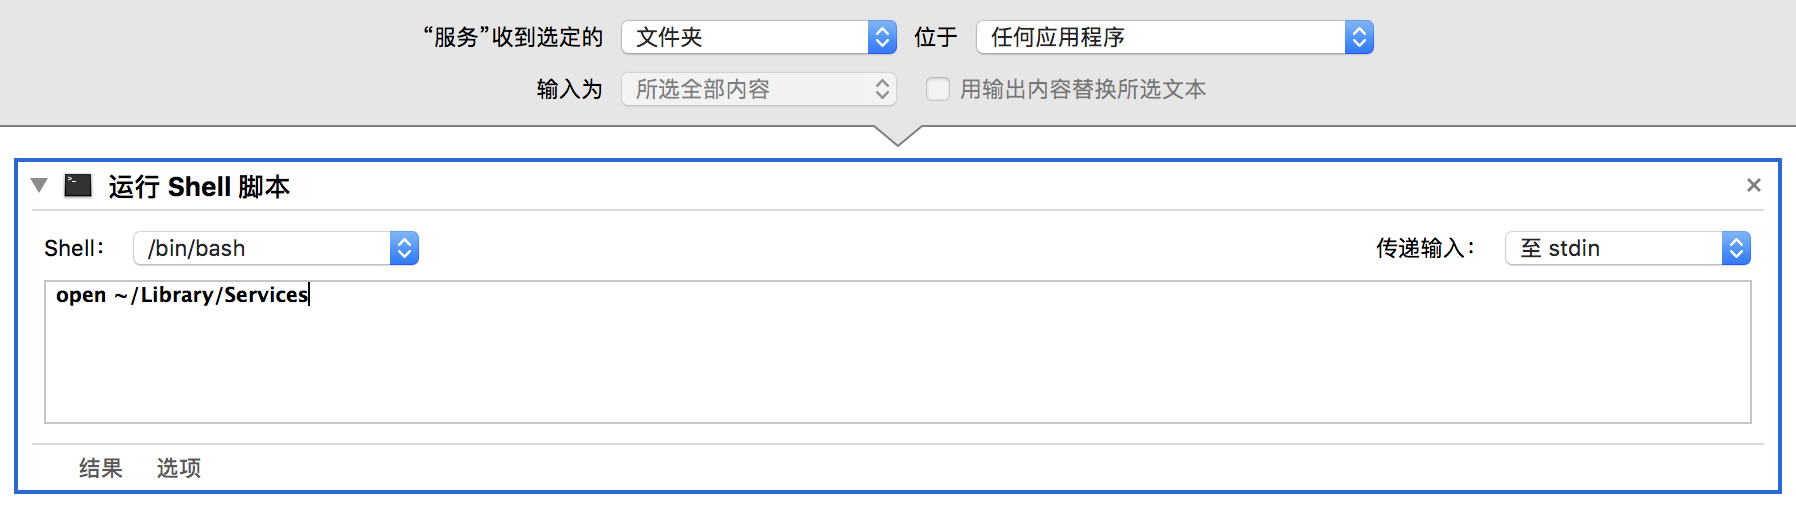 “服务”收到选定的 文件夹 位于 任何应用程序
输入为 所选全部内容 用输出内容替换所选文本
运行 Shell 脚本
Shell： /bin/bash 传递输入： 至 stdin
open ~/Library/Services
结果 选项